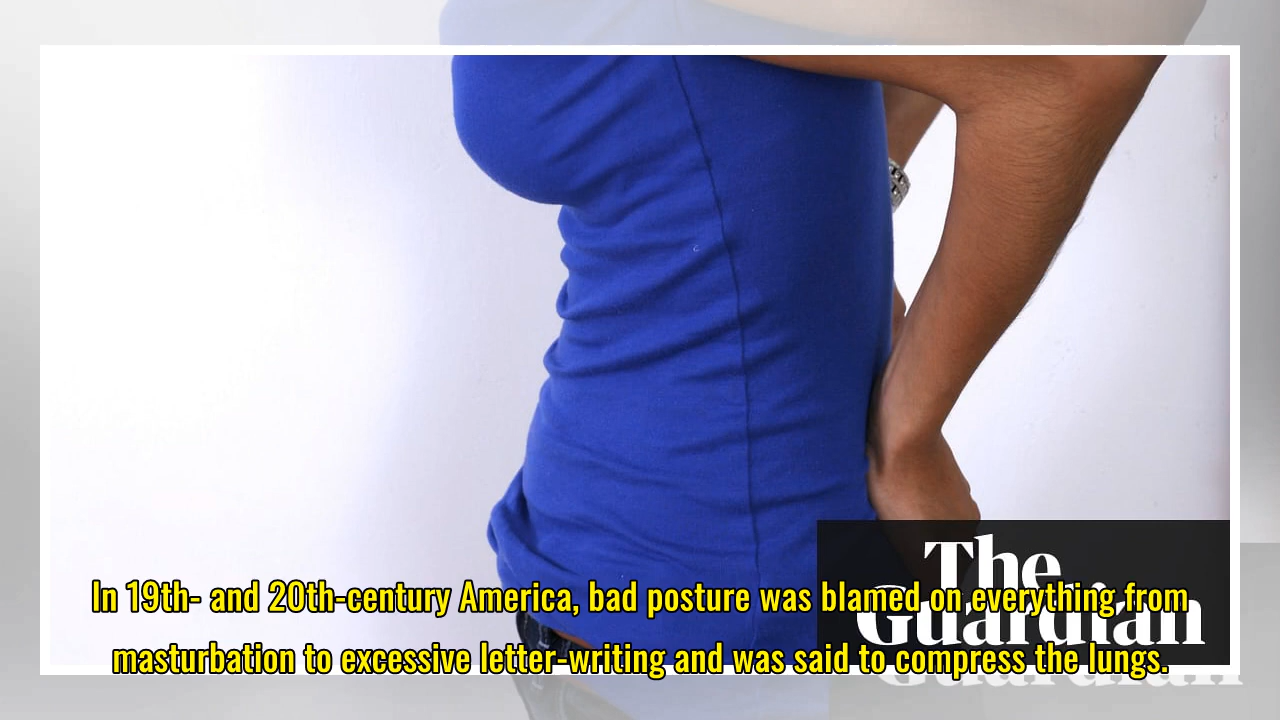 The
Guardian
In 19th- and 20th-century America, bad posture was blamed on everything from
masturbation to excessive letter-writing and was said to compress the lungs.